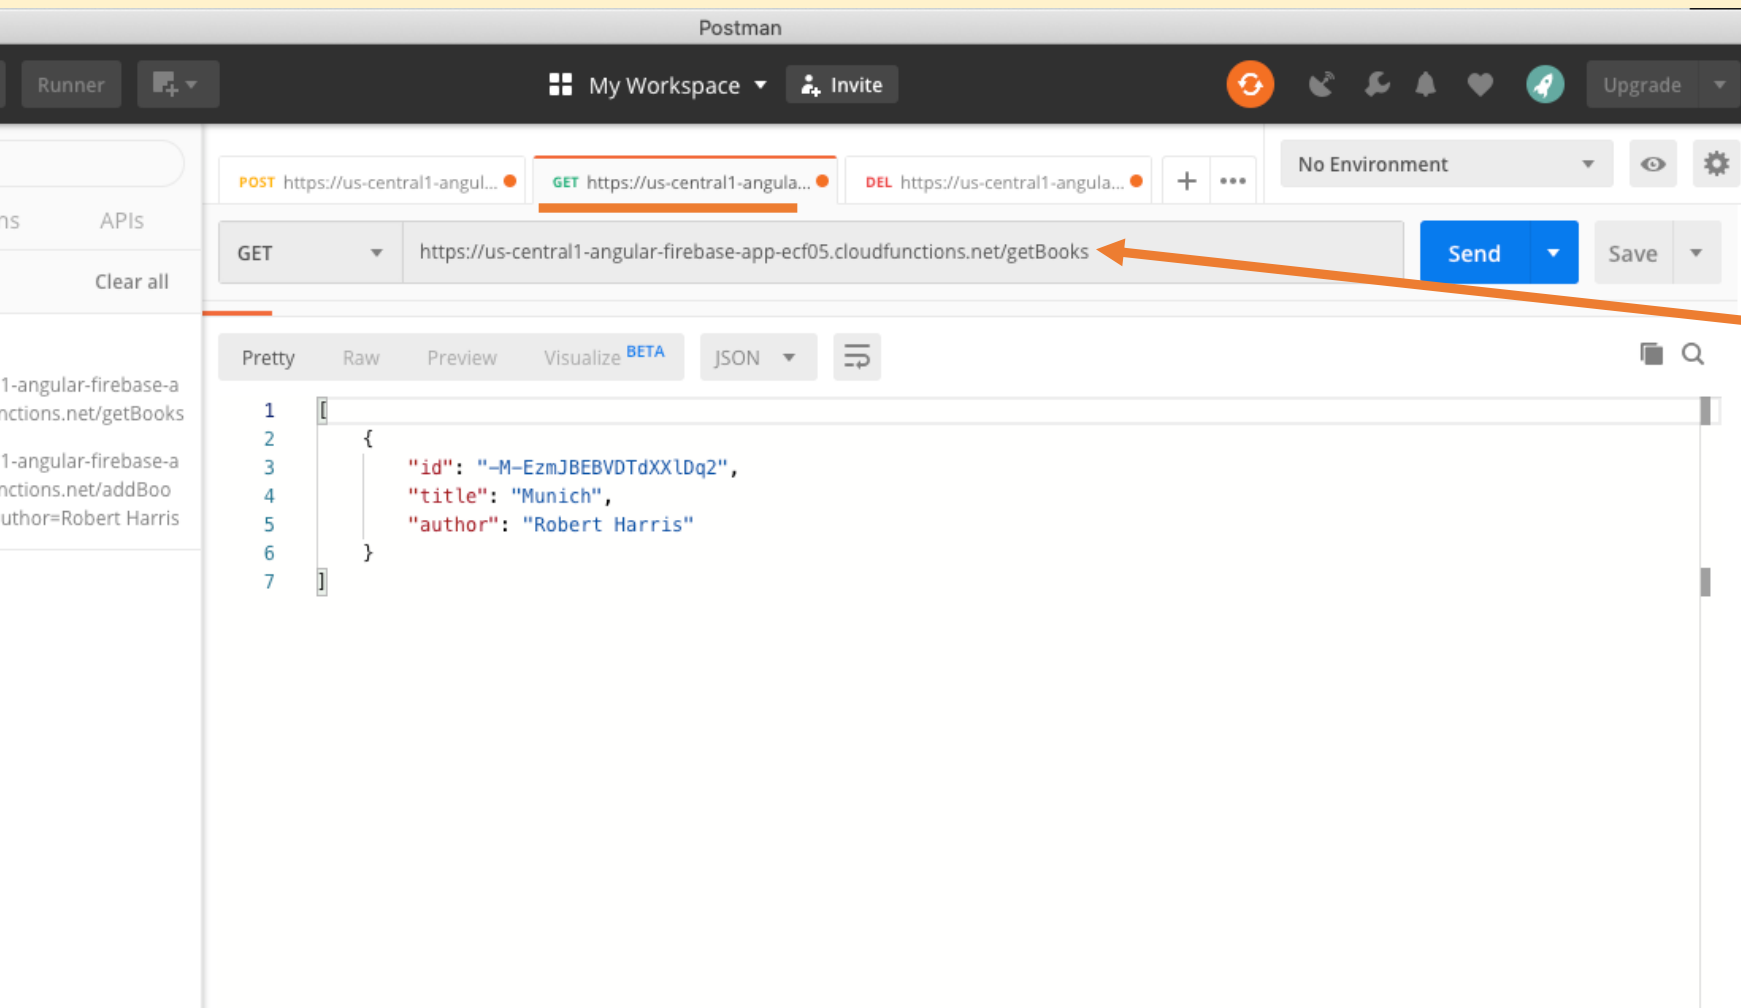 Postman
Runner
My Workspace
Invite
Upgrade
POST https://us-central1-angul...
GET https://us-central1-angula...
DEL https://us-central1-angula...
No Environment
ns
APIs
GET
https://us-central1-angular-firebase-app-ecf05.cloudfunctions.net/getBooks
Send
Save
Clear all
Pretty
Raw
Preview
Visualize BETA
JSON
1-angular-firebase-a
nctions.net/getBooks
1-angular-firebase-a
nctions.net/addBoo
uthor=Robert Harris
1 [
2 {
3 "id": "-M-EzmJBEBVDTdXXlDq2",
4 "title": "Munich",
5 "author": "Robert Harris"
6 }
7 ]